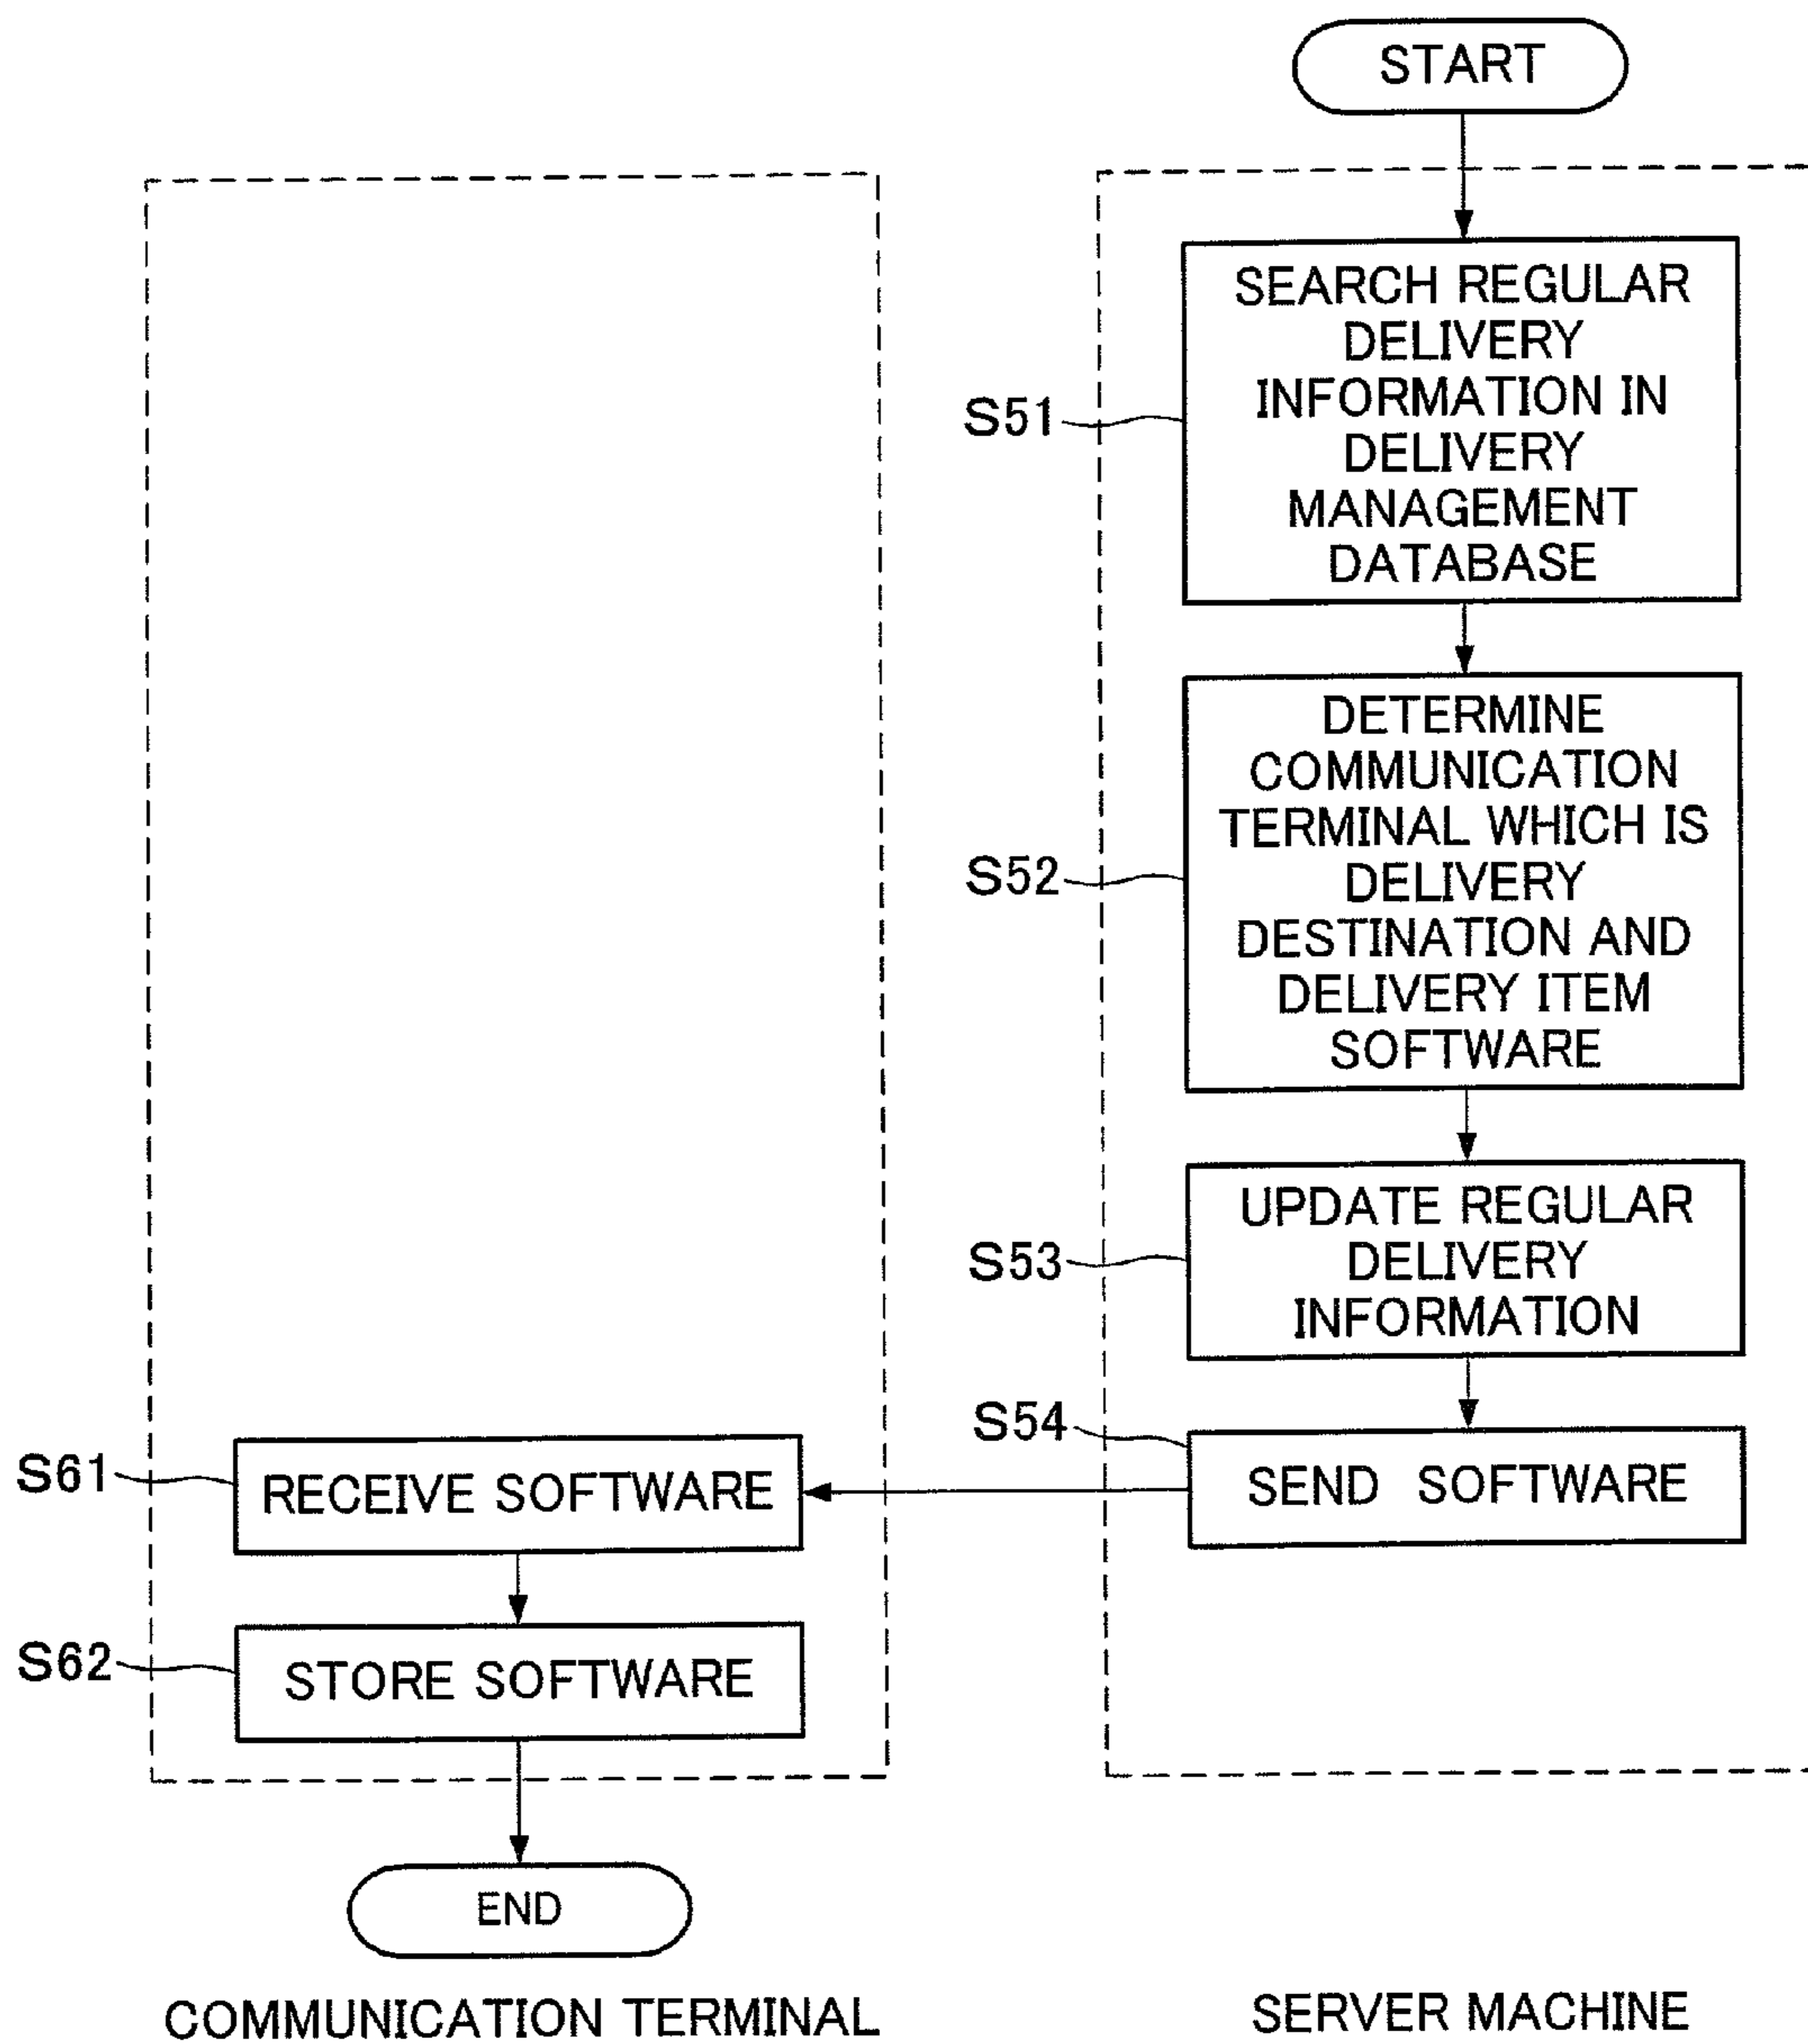 START
S51
SEARCH REGULAR
DELIVERY
INFORMATION IN
DELIVERY
MANAGEMENT
DATABASE
S52
DETERMINE
COMMUNICATION
TERMINAL WHICH IS
DELIVERY
DESTINATION AND
DELIVERY ITEM
SOFTWARE
S53
UPDATE REGULAR
DELIVERY
INFORMATION
S54
SEND SOFTWARE
S61
RECEIVE SOFTWARE
S62
STORE SOFTWARE
END
COMMUNICATION TERMINAL
SERVER MACHINE